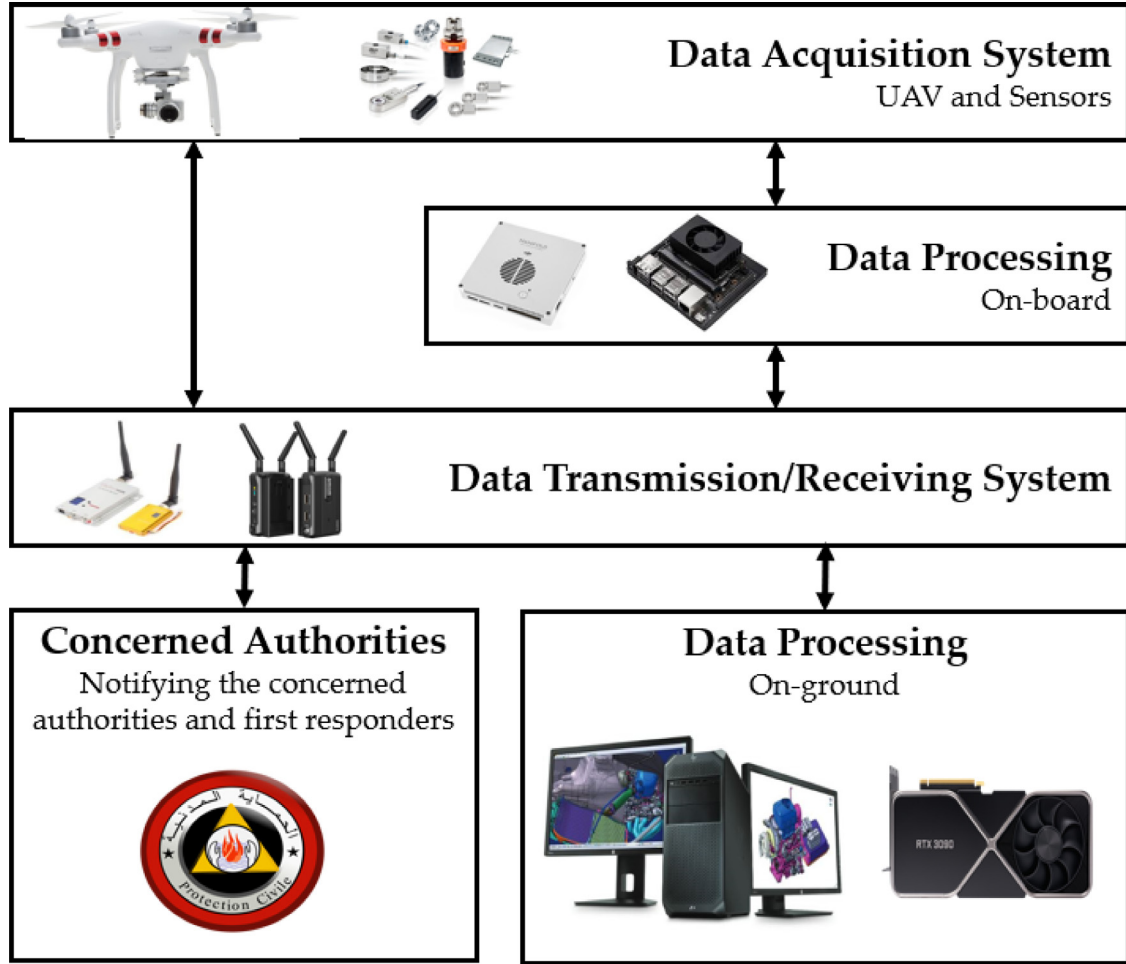 Data Acquisition System
UAV and Sensors
Data Processing
On-board
Data Transmission/Receiving System
Concerned Authorities
Notifying the concerned
authorities and first responders
الحماية المدنية
Protection Civile
Data Processing
On-ground
RTX 3090